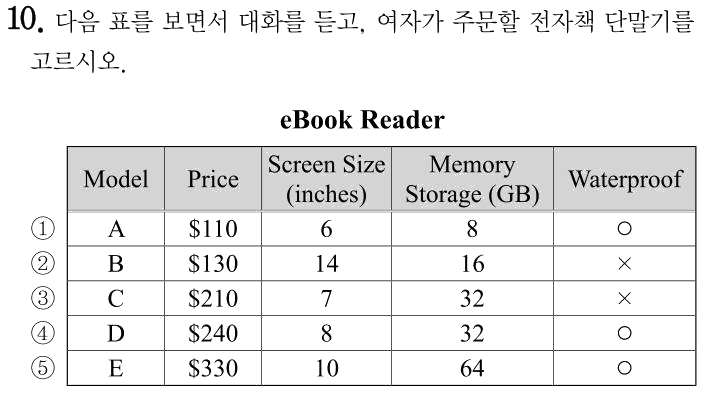 10. 다음 표를 보면서 대화를 듣고, 여자가 주문할 전자책 단말기를
고르시오.
eBook Reader
Model Price Screen Size (inches) Memory Storage (GB) Waterproof
① A $110 6 8 ○
② B $130 14 16 ×
③ C $210 7 32 ×
④ D $240 8 32 ○
⑤ E $330 10 64 ○